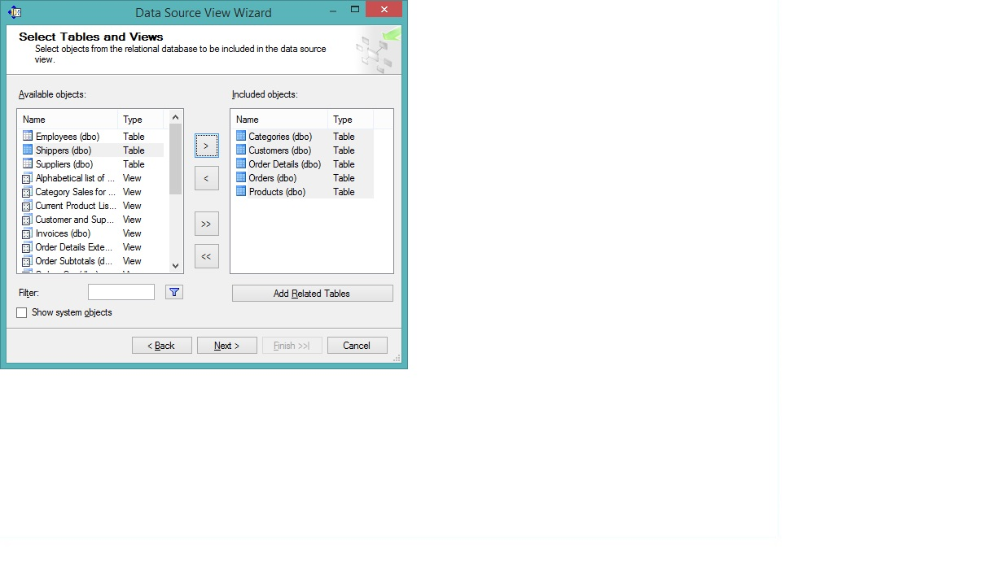 Data Source View Wizard
Select Tables and Views
Select objects from the relational database to be included in the data source
view.
Available objects:
Included objects:
Name Type
Employees (dbo) Table
Shippers (dbo) Table
Suppliers (dbo) Table
Alphabetical list of ... View
Category Sales for ... View
Current Product Lis... View
Customer and Sup... View
Invoices (dbo) View
Order Details Exte... View
Order Subtotals (d... View
>
<
>>
<<
Name Type
Categories (dbo) Table
Customers (dbo) Table
Order Details (dbo) Table
Orders (dbo) Table
Products (dbo) Table
Filter:
Add Related Tables
Show system objects
< Back
Next >
Finish >>|
Cancel